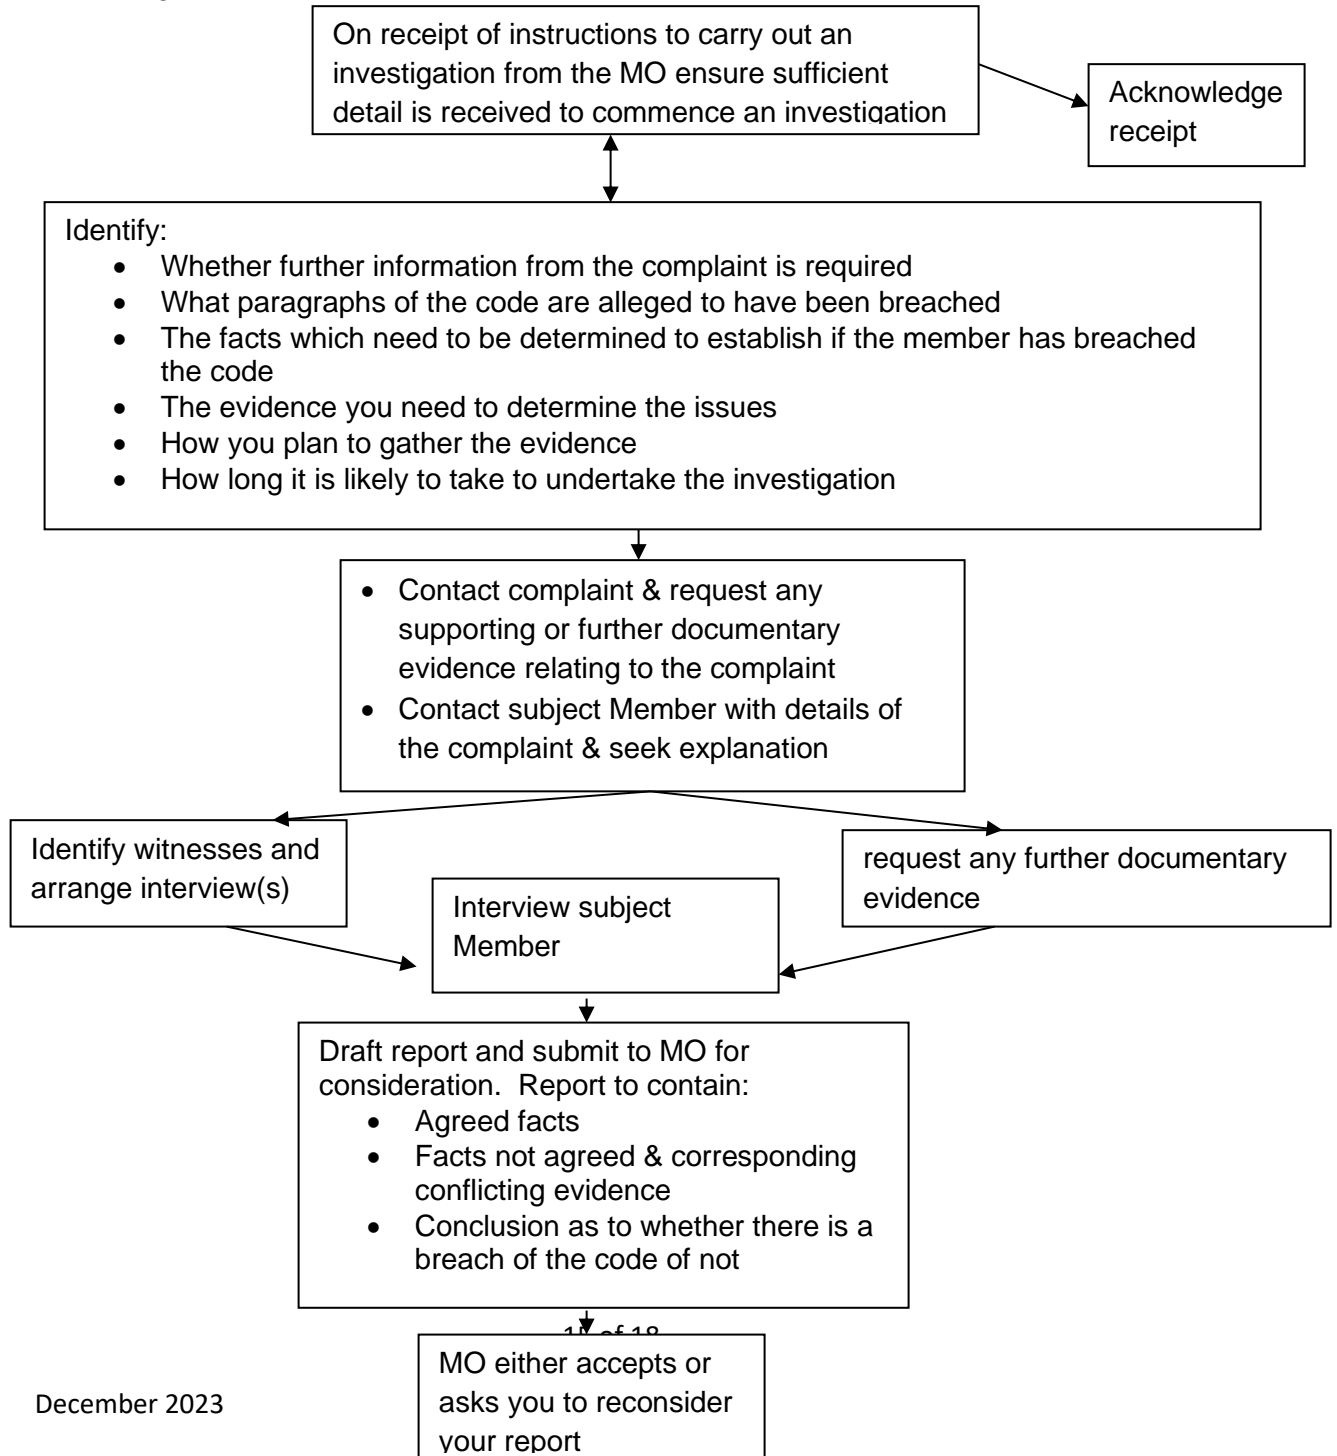 On receipt of instructions to carry out an
investigation from the MO ensure sufficient
detail is received to commence an investigation
Acknowledge
receipt
Identify:
• Whether further information from the complaint is required
• What paragraphs of the code are alleged to have been breached
• The facts which need to be determined to establish if the member has breached
the code
• The evidence you need to determine the issues
• How you plan to gather the evidence
• How long it is likely to take to undertake the investigation
• Contact complaint & request any
supporting or further documentary
evidence relating to the complaint
• Contact subject Member with details of
the complaint & seek explanation
Identify witnesses and
arrange interview(s)
request any further documentary
evidence
Interview subject
Member
Draft report and submit to MO for
consideration. Report to contain:
• Agreed facts
• Facts not agreed & corresponding
conflicting evidence
• Conclusion as to whether there is a
breach of the code of not
of 18
MO either accepts or
asks you to reconsider
your report
December 2023